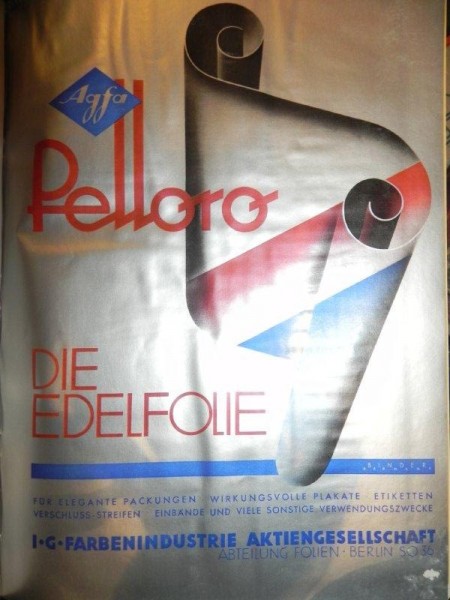 Agfa
Pelloro
DIE
EDELFOLIE
BINDER
FÜR ELEGANTE PACKUNGEN WIRKUNGSVOLLE PLAKATE ETIKETTEN
VERSCHLUSS-STREIFEN EINBÄNDE UND VIELE SONSTIGE VERWENDUNGSZWECKE
I·G·FARBENINDUSTRIE AKTIENGESELLSCHAFT
ABTEILUNG FOLIEN · BERLIN SO 36